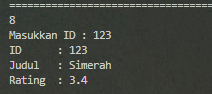 ========================================
8
Masukkan ID : 123
ID      : 123
Judul   : Simerah
Rating  : 3.4